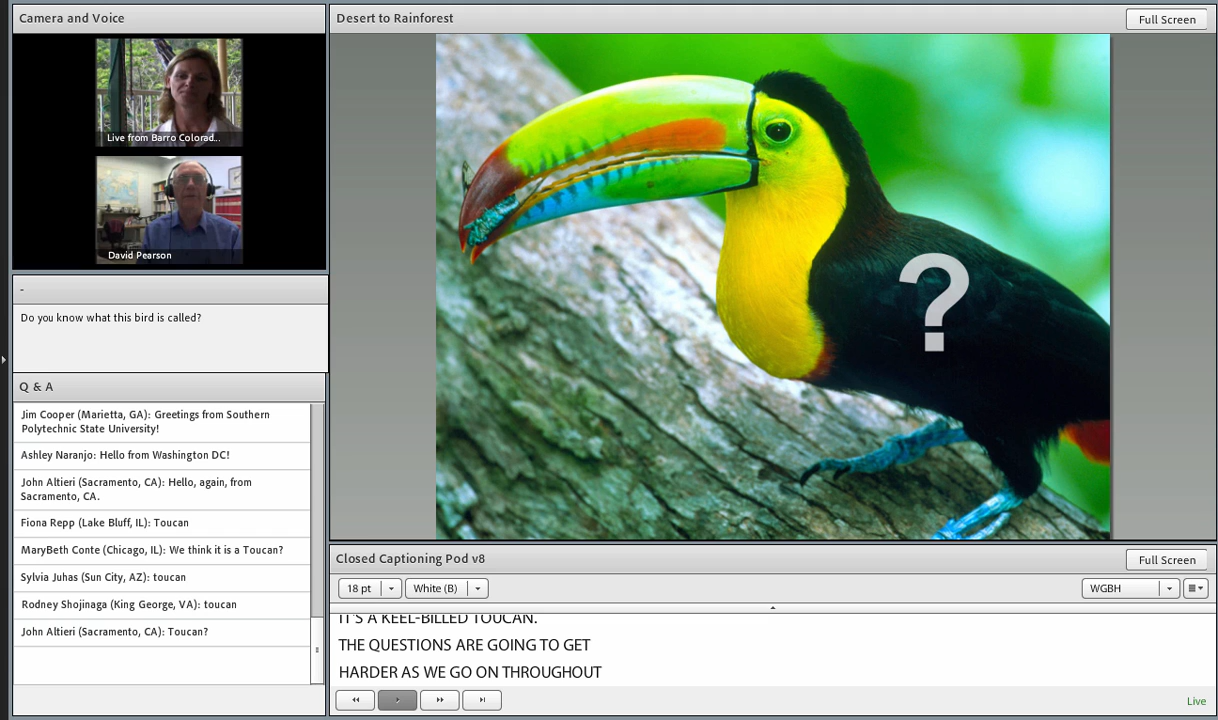 Camera and Voice
Live from Barro Colorad...
David Pearson
-
Do you know what this bird is called?
Q & A
Jim Cooper (Marietta, GA): Greetings from Southern
Polytechnic State University!
Ashley Naranjo: Hello from Washington DC!
John Altieri (Sacramento, CA): Hello, again, from
Sacramento, CA.
Fiona Repp (Lake Bluff, IL): Toucan
MaryBeth Conte (Chicago, IL): We think it is a Toucan?
Sylvia Juhas (Sun City, AZ): toucan
Rodney Shojinaga (King George, VA): toucan
John Altieri (Sacramento, CA): Toucan?
Desert to Rainforest
Full Screen
?
Closed Captioning Pod v8
Full Screen
18 pt
White (B)
WGBH
IT'S A KEEL-BILLED TOUCAN.
THE QUESTIONS ARE GOING TO GET
HARDER AS WE GO ON THROUGHOUT
Live